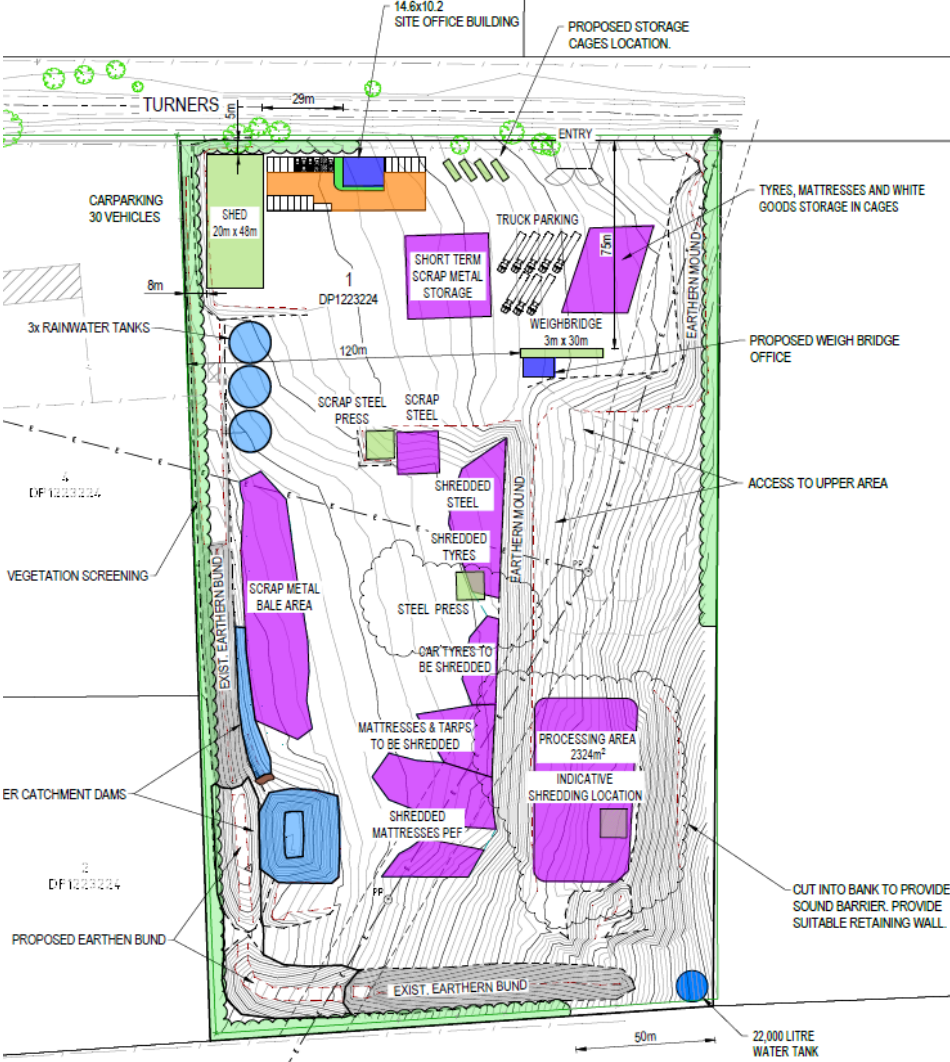 14.6x10.2
SITE OFFICE BUILDING
PROPOSED STORAGE
CAGES LOCATION.
TURNERS
29m
5m
ENTRY
CARPARKING
30 VEHICLES
SHED
20m x 48m
TRUCK PARKING
TYRES, MATTRESSES AND WHITE
GOODS STORAGE IN CAGES
75m
SHORT TERM
SCRAP METAL
STORAGE
1
DP1223224
8m
EARTHERN MOUND
3x RAINWATER TANKS
WEIGHBRIDGE
3m x 30m
120m
PROPOSED WEIGH BRIDGE
OFFICE
SCRAP STEEL
PRESS
SCRAP
STEEL
4
DP1223224
SHREDDED
STEEL
ACCESS TO UPPER AREA
EARTHERN MOUND
SHREDDED
TYRES
PP
VEGETATION SCREENING
EXIST. EARTHERN BUND
SCRAP METAL
BALE AREA
STEEL PRESS
CAR TYRES TO
BE SHREDDED
MATTRESSES & TARPS
TO BE SHREDDED
PROCESSING AREA
2324m²
INDICATIVE
SHREDDING LOCATION
ER CATCHMENT DAMS
SHREDDED
MATTRESSES PEF
2
DP1223224
PP
CUT INTO BANK TO PROVIDE
SOUND BARRIER. PROVIDE
SUITABLE RETAINING WALL.
PROPOSED EARTHEN BUND
EXIST. EARTHERN BUND
50m
22,000 LITRE
WATER TANK